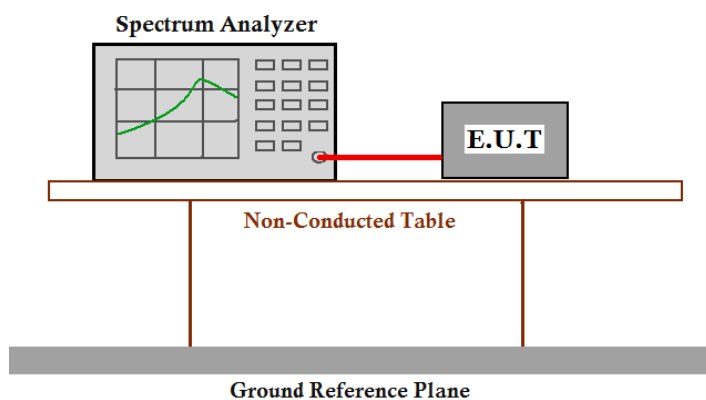 Spectrum Analyzer
E.U.T
Non-Conducted Table
Ground Reference Plane